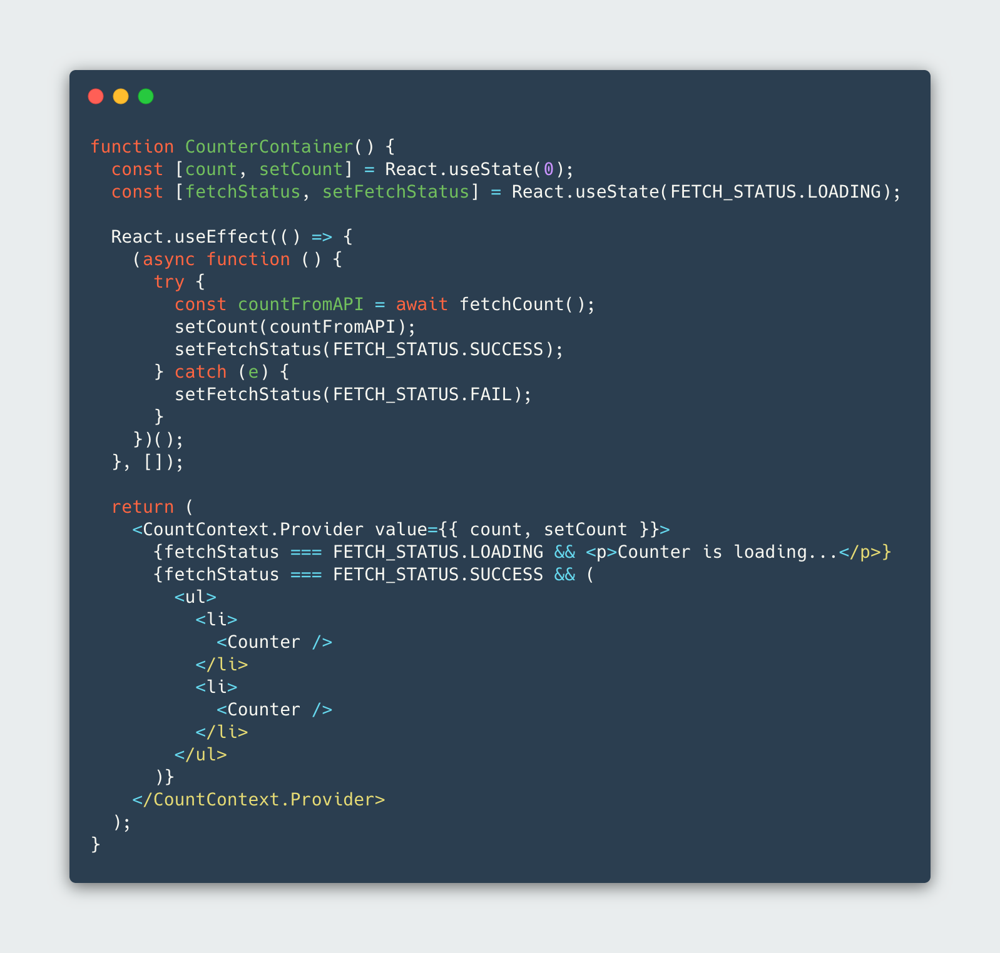 function CounterContainer() {
  const [count, setCount] = React.useState(0);
  const [fetchStatus, setFetchStatus] = React.useState(FETCH_STATUS.LOADING);

  React.useEffect(() => {
    (async function () {
      try {
        const countFromAPI = await fetchCount();
        setCount(countFromAPI);
        setFetchStatus(FETCH_STATUS.SUCCESS);
      } catch (e) {
        setFetchStatus(FETCH_STATUS.FAIL);
      }
    })();
  }, []);

  return (
    <CountContext.Provider value={{ count, setCount }}>
      {fetchStatus === FETCH_STATUS.LOADING && <p>Counter is loading...</p>}
      {fetchStatus === FETCH_STATUS.SUCCESS && (
        <ul>
          <li>
            <Counter />
          </li>
          <li>
            <Counter />
          </li>
        </ul>
      )}
    </CountContext.Provider>
  );
}